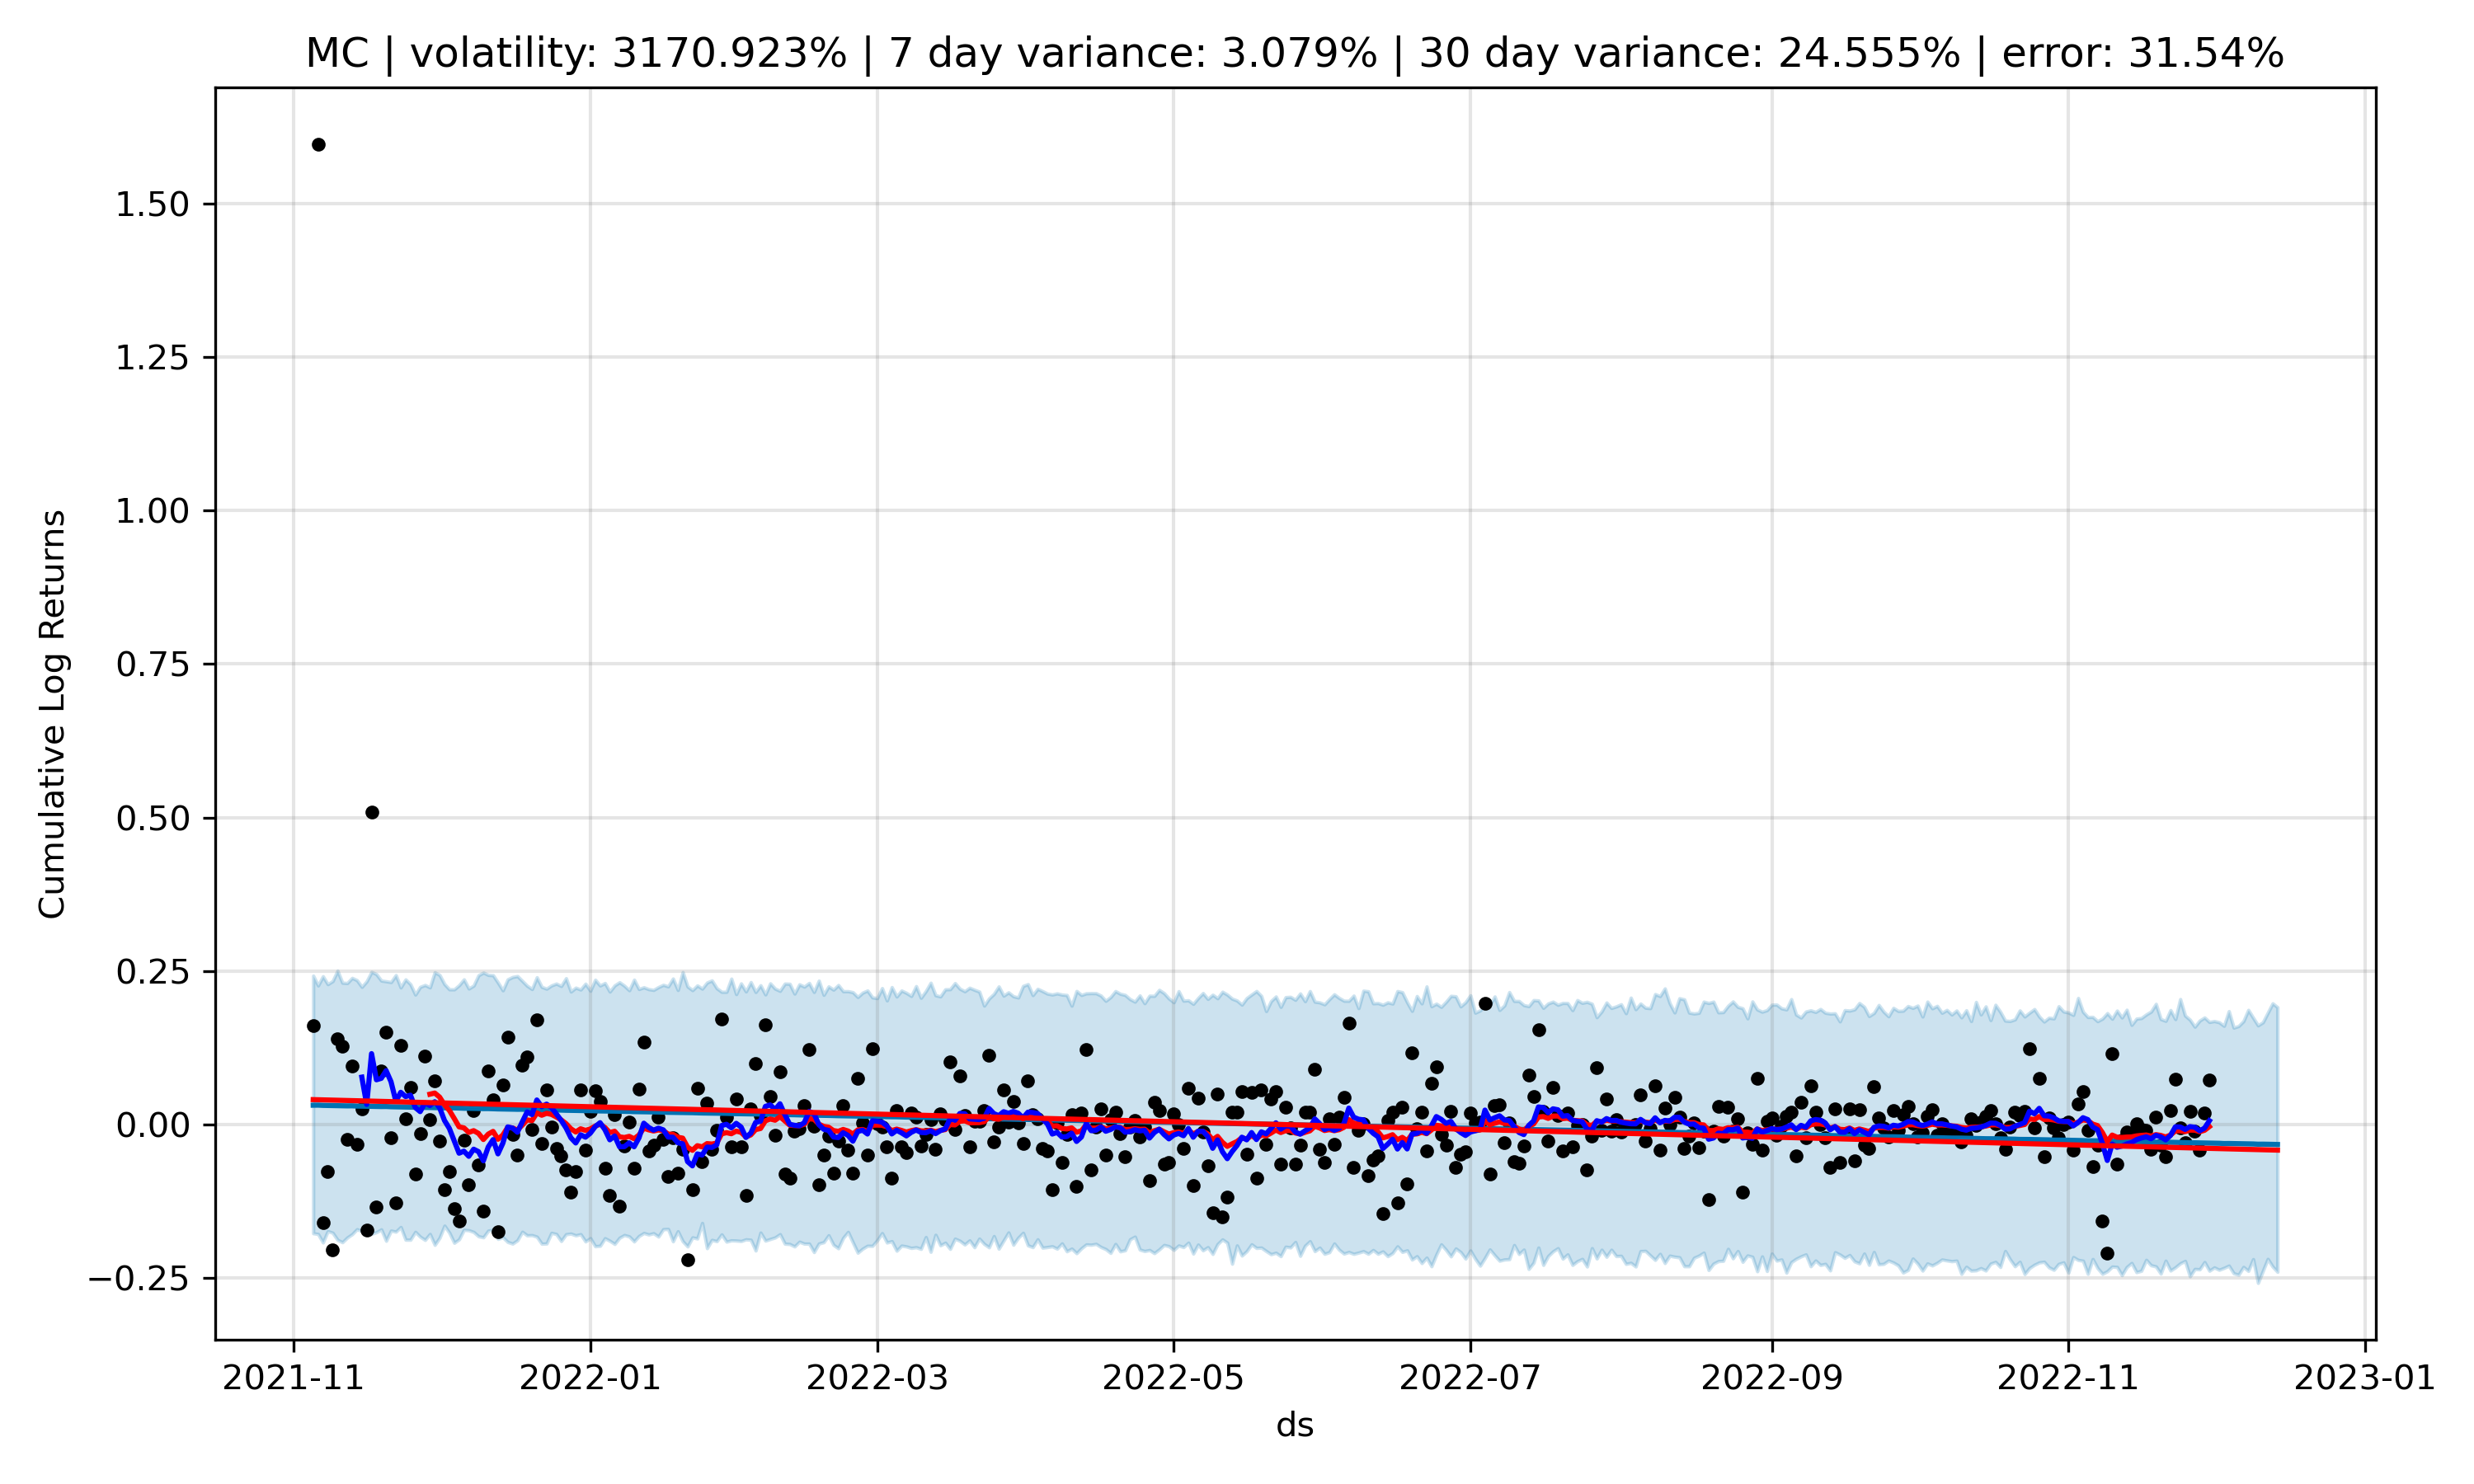 MC | volatility: 3170.923% | 7 day variance: 3.079% | 30 day variance: 24.555% | error: 31.54%
Cumulative Log Returns
1.50
1.25
1.00
0.75
0.50
0.25
0.00
−0.25
2021-11 2022-01 2022-03 2022-05 2022-07 2022-09 2022-11 2023-01
ds